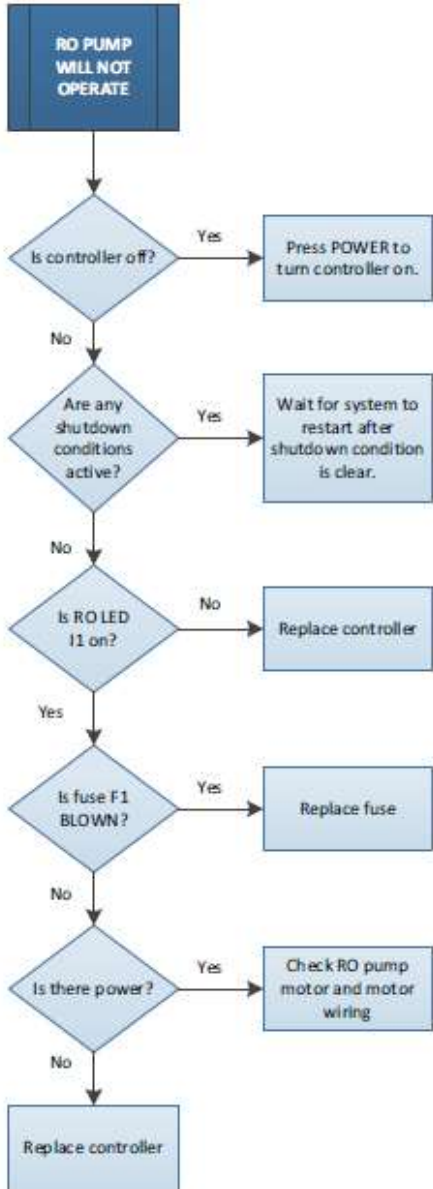 RO PUMP
WILL NOT
OPERATE
Is controller off?
Yes
Press POWER to
turn controller on.
No
Are any
shutdown
conditions
active?
Yes
Wait for system to
restart after
shutdown condition
is clear.
No
Is RO LED
I1 on?
No
Replace controller
Yes
Is fuse F1
BLOWN?
Yes
Replace fuse
No
Is there power?
Yes
Check RO pump
motor and motor
wiring
No
Replace controller